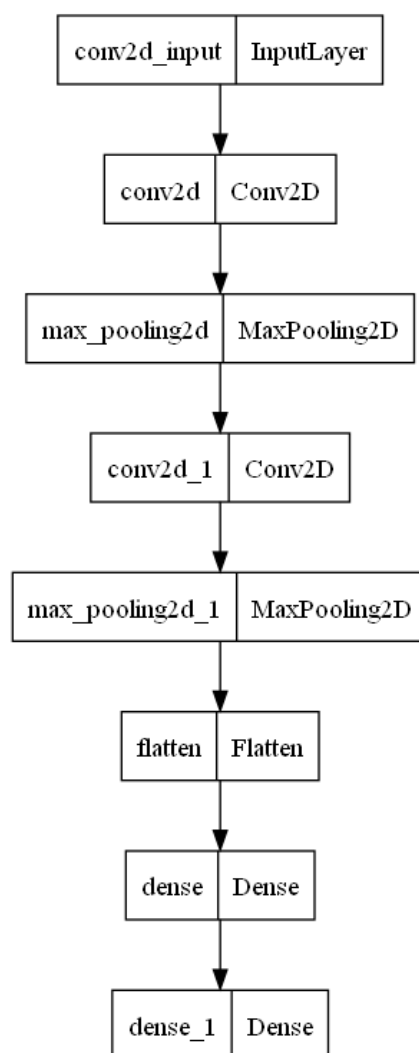 conv2d_input InputLayer
conv2d Conv2D
max_pooling2d MaxPooling2D
conv2d_1 Conv2D
max_pooling2d_1 MaxPooling2D
flatten Flatten
dense Dense
dense_1 Dense